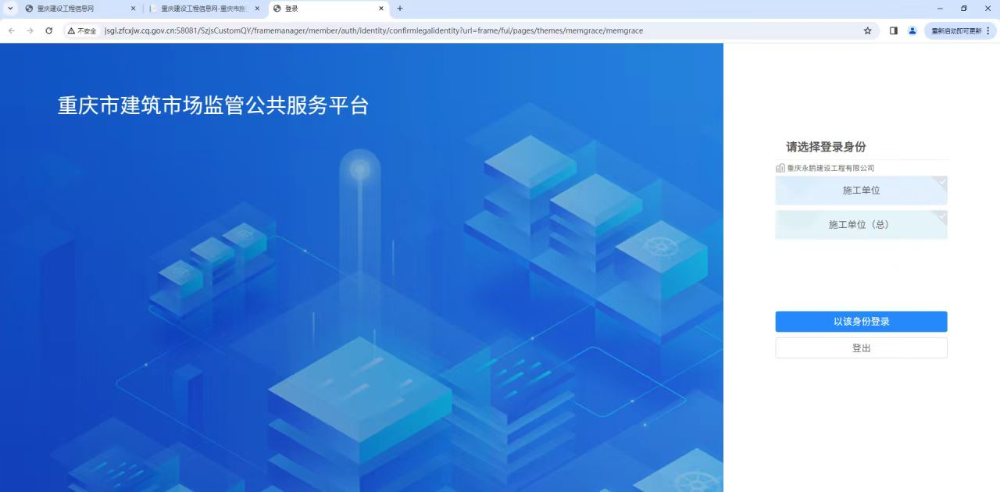 重庆建设工程信息网
重庆建设工程信息网-重庆市施
登录
不安全
jsgl.zfcxjw.cq.gov.cn:58081/SzjsCustomQY/framemanager/member/auth/identity/confirmlegalidentity?url=frame/fui/pages/themes/memgrace/memgrace
重新启动即可更新
重庆市建筑市场监管公共服务平台
请选择登录身份
重庆永鹏建设工程有限公司
施工单位
施工单位（总）
以该身份登录
登出